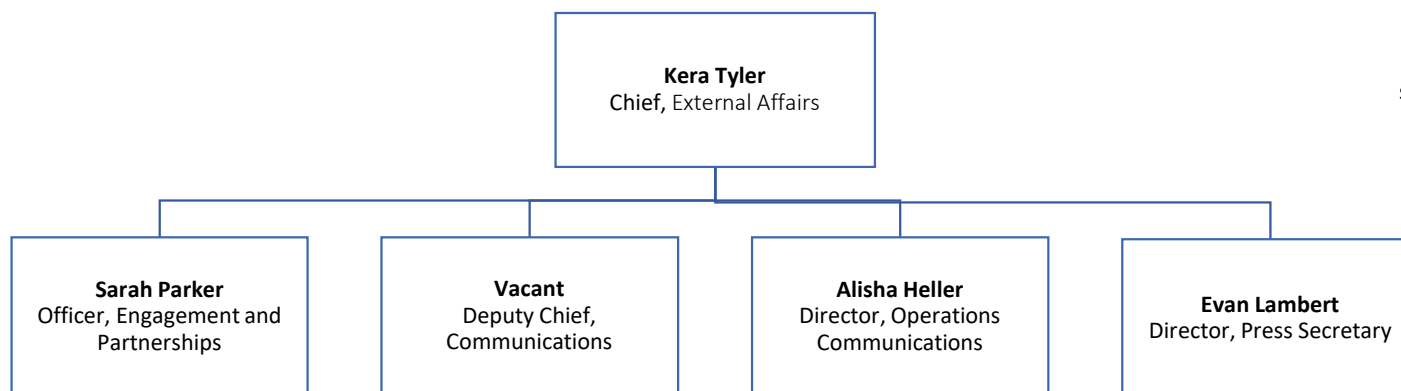 Kera Tyler
Chief, External Affairs
s
Sarah Parker
Officer, Engagement and
Partnerships
Vacant
Deputy Chief,
Communications
Alisha Heller
Director, Operations
Communications
Evan Lambert
Director, Press Secretary